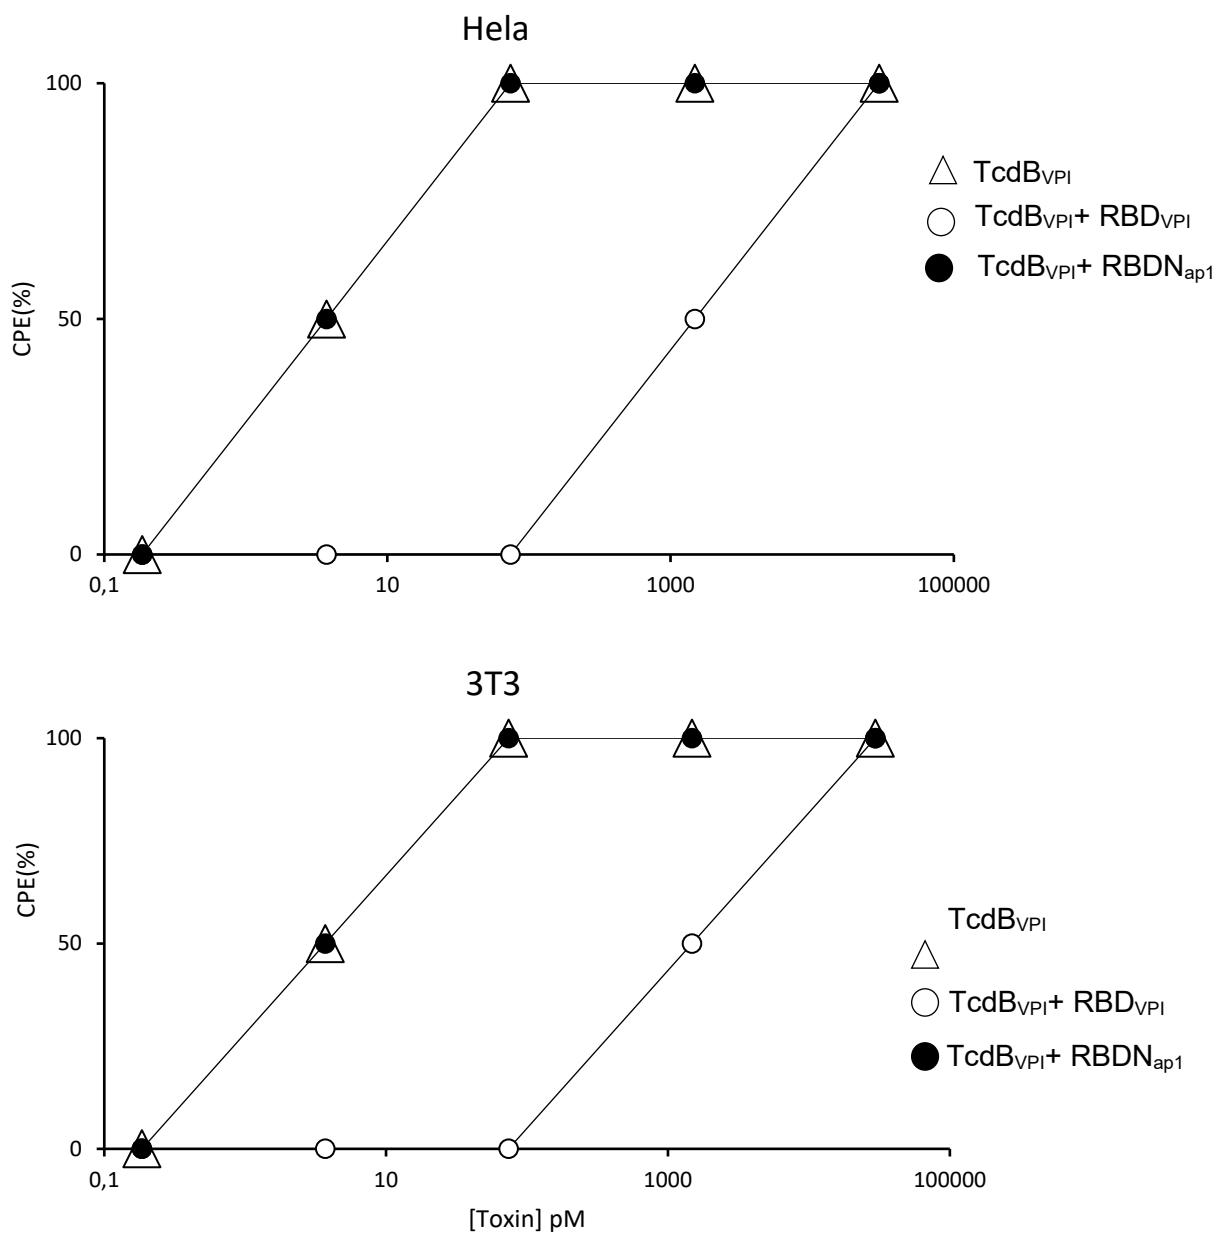 Hela
100
50
0
CPE(%)
0,1
10
1000
100000
TcdBVPI
TcdBVPI+ RBDVPI
TcdBVPI+ RBDNap1
3T3
100
50
0
CPE(%)
0,1
10
1000
100000
[Toxin] pM
TcdBVPI
TcdBVPI+ RBDVPI
TcdBVPI+ RBDNap1